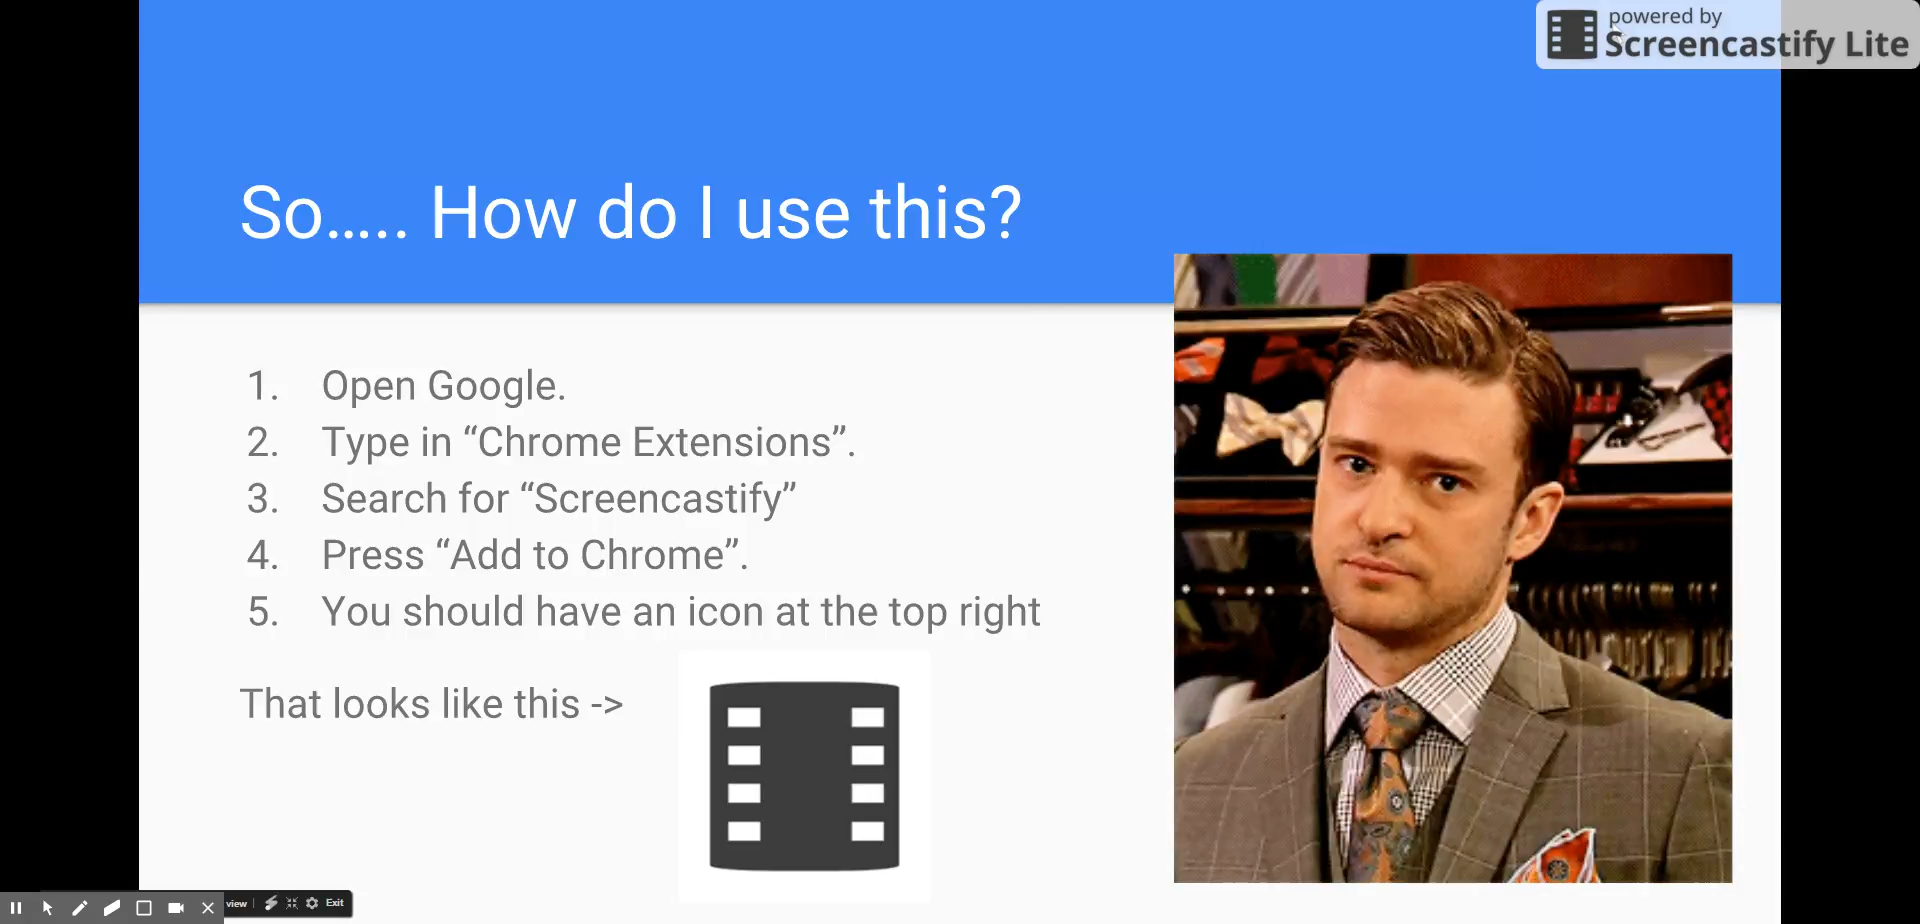 powered by
Screencastify Lite
So..... How do I use this?
1. Open Google.
2. Type in “Chrome Extensions”.
3. Search for “Screencastify”
4. Press “Add to Chrome”.
5. You should have an icon at the top right
That looks like this ->
view
Exit